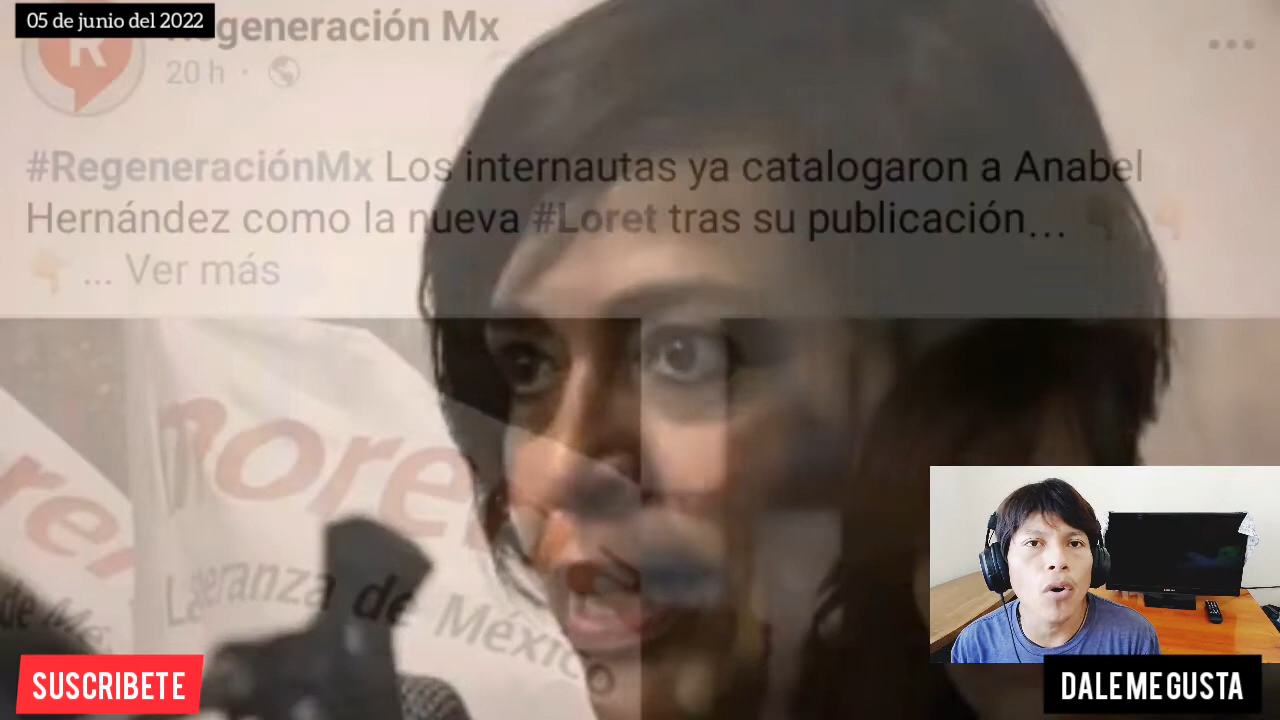 05 de junio del 2022
Regeneración Mx
20 h ·
#RegeneraciónMx Los internautas ya catalogaron a Anabel
Hernández como la nueva #Loret tras su publicación...
... Ver más
morena
de México
SUSCRIBETE
DALE ME GUSTA